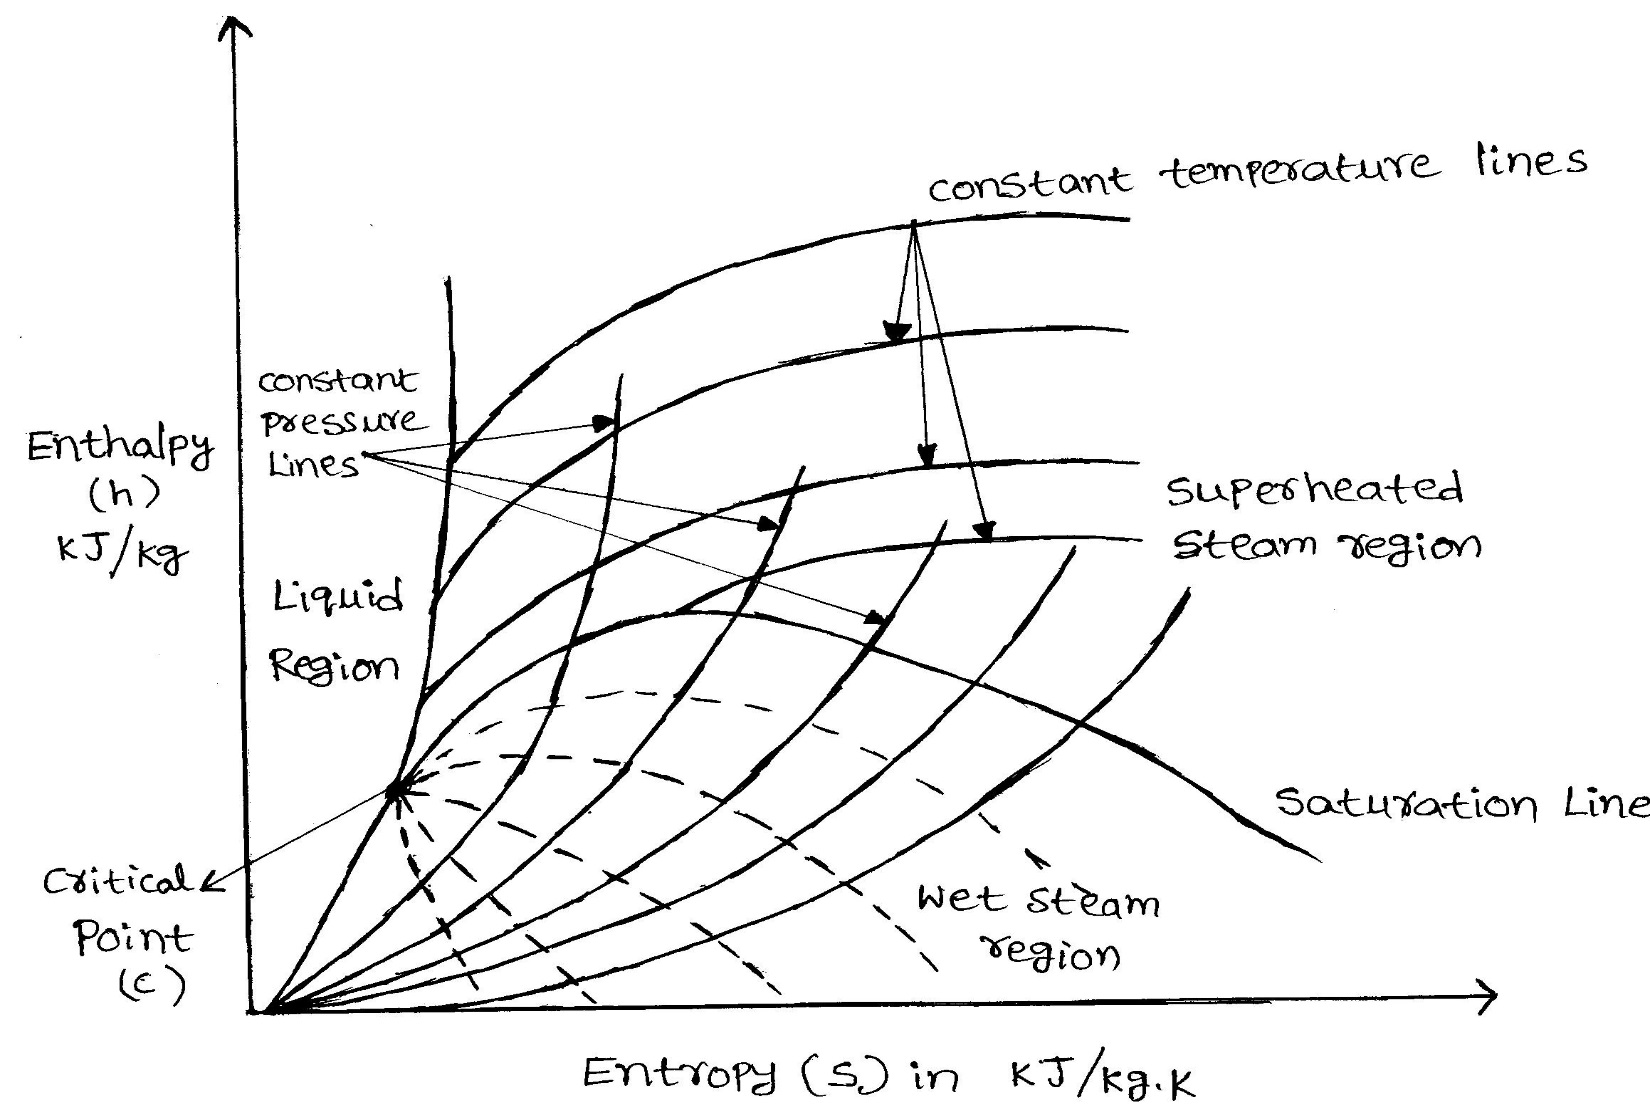 constant temperature lines
constant
pressure
Lines
Enthalpy
(h)
KJ/kg
Superheated
Steam region
Liquid
Region
Saturation Line
Critical
Point
(c)
Wet steam
region
Entropy (S) in KJ/kg.K